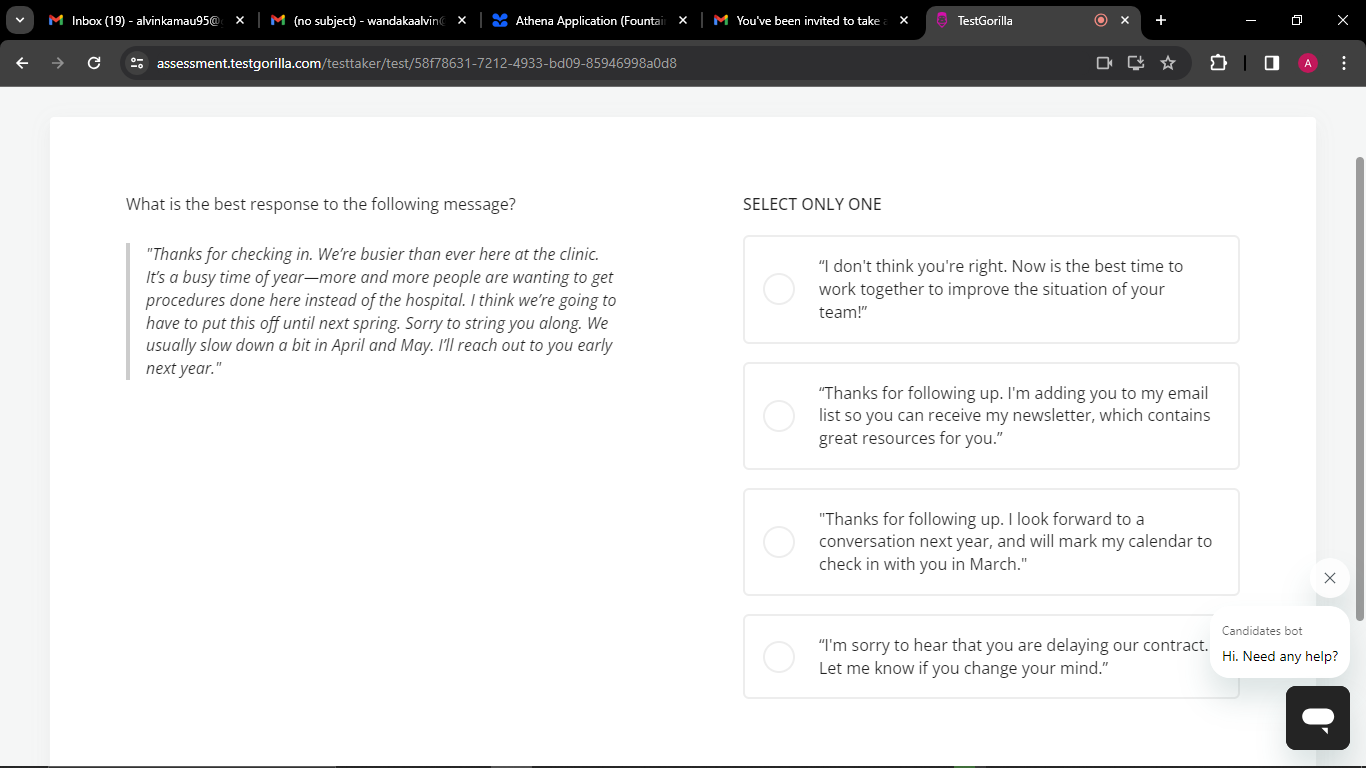 Inbox (19) - alvinkamau95@
(no subject) - wandakaalvin@
Athena Application (Fountai
You've been invited to take a
TestGorilla
assessment.testgorilla.com/testtaker/test/58f78631-7212-4933-bd09-85946998a0d8
A
What is the best response to the following message?
"Thanks for checking in. We’re busier than ever here at the clinic.
It’s a busy time of year—more and more people are wanting to get
procedures done here instead of the hospital. I think we’re going to
have to put this off until next spring. Sorry to string you along. We
usually slow down a bit in April and May. I’ll reach out to you early
next year."
SELECT ONLY ONE
“I don't think you're right. Now is the best time to
work together to improve the situation of your
team!”
“Thanks for following up. I'm adding you to my email
list so you can receive my newsletter, which contains
great resources for you.”
"Thanks for following up. I look forward to a
conversation next year, and will mark my calendar to
check in with you in March."
“I'm sorry to hear that you are delaying our contract.
Let me know if you change your mind.”
Candidates bot
Hi. Need any help?